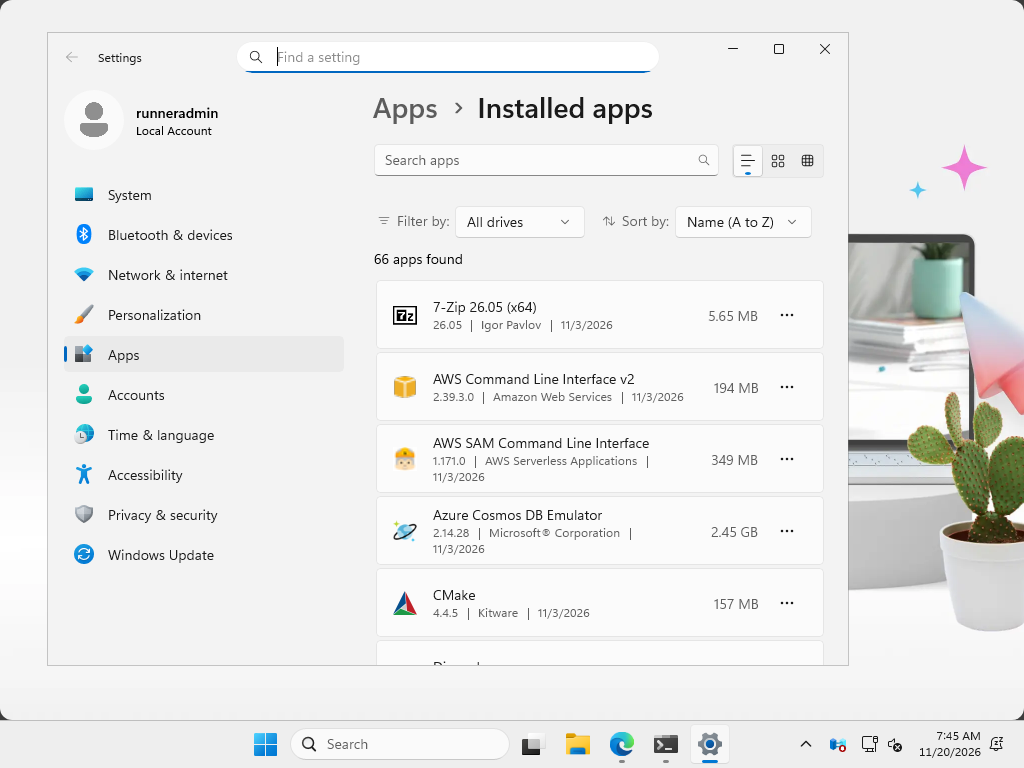 Settings
Find a setting
runneradmin
Local Account
System
Bluetooth & devices
Network & internet
Personalization
Apps
Accounts
Time & language
Accessibility
Privacy & security
Windows Update
Apps > Installed apps
Search apps
Filter by: All drives Sort by: Name (A to Z)
66 apps found
7-Zip 26.05 (x64)
26.05 | Igor Pavlov | 11/3/2026
5.65 MB
AWS Command Line Interface v2
2.39.3.0 | Amazon Web Services | 11/3/2026
194 MB
AWS SAM Command Line Interface
1.171.0 | AWS Serverless Applications |
11/3/2026
349 MB
Azure Cosmos DB Emulator
2.14.28 | Microsoft® Corporation |
11/3/2026
2.45 GB
CMake
4.4.5 | Kitware | 11/3/2026
157 MB
Search
7:45 AM
11/20/2026